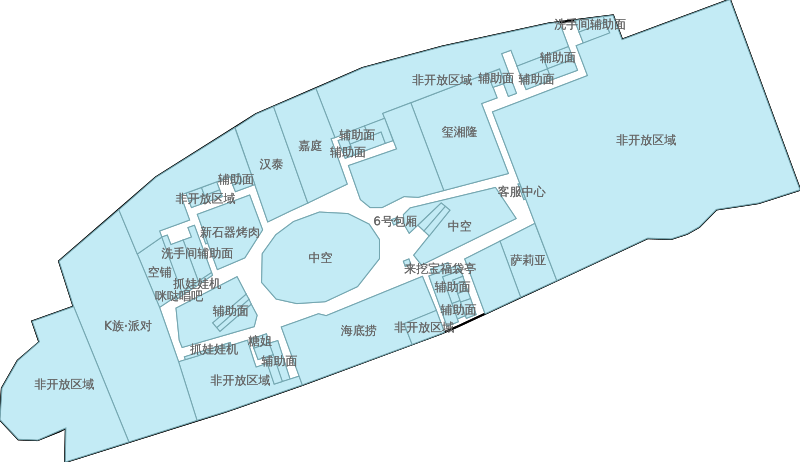 洗手间辅助面
辅助面
非开放区域
辅助面
辅助面
玺湘隆
非开放区域
辅助面
嘉庭
辅助面
汉泰
辅助面
非开放区域
客服中心
6号包厢
中空
新石器烤肉
洗手间辅助面
中空
萨莉亚
来挖宝福袋亭
空铺
抓娃娃机
辅助面
咪哒唱吧
辅助面
辅助面
K族·派对
海底捞
非开放区域
糖姐
抓娃娃机
辅助面
非开放区域
非开放区域